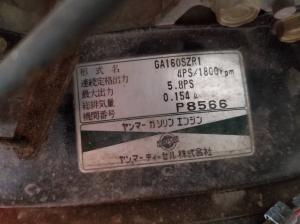 形式名 GA160SZR1
連続定格出力 4PS/1800rpm
最大出力 5.8PS
総排気量 0.154ℓ
機関番号 P8566
ヤンマー ガソリン エンジン
ヤンマーディーゼル 株式会社